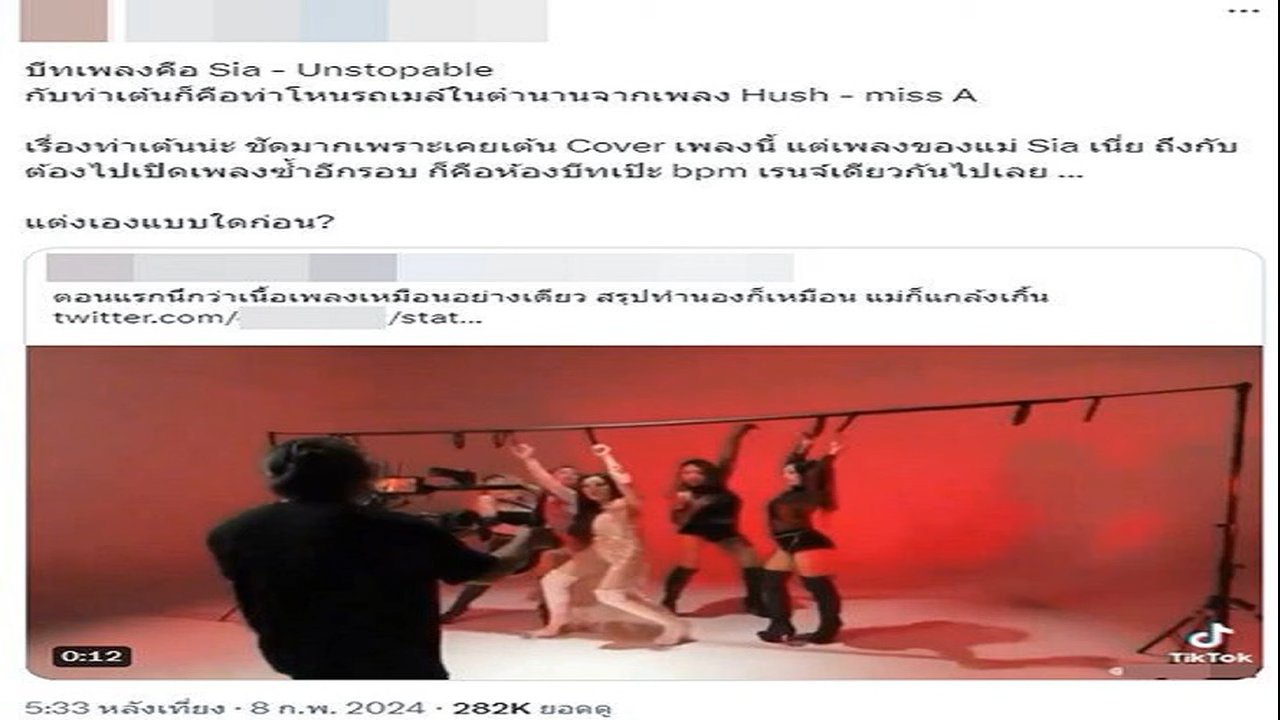 บีทเพลงคือ Sia – Unstopable
กับท่าเต้นก็คือท่าโหนรถเมล์ในตำนานจากเพลง Hush – miss A
เรื่องท่าเต้นน่ะ ชัดมากเพราะเคยเต้น Cover เพลงนี้ แต่เพลงของแม่ Sia เนี่ย ถึงกับ
ต้องไปเปิดเพลงซ้ำอีกรอบ ก็คือห้องบีทเป๊ะ bpm เรนจ์เดียวกันไปเลย ...
แต่งเองแบบใดก่อน?
ตอนแรกนึกว่าเนื้อเพลงเหมือนอย่างเดียว สรุปทำนองก็เหมือน แม่ก็แกลังเกิ้น
twitter.com/ /stat...
0:12
TikTok
5:33 หลังเที่ยง · 8 ก.พ. 2024 · 282K ยอดดู